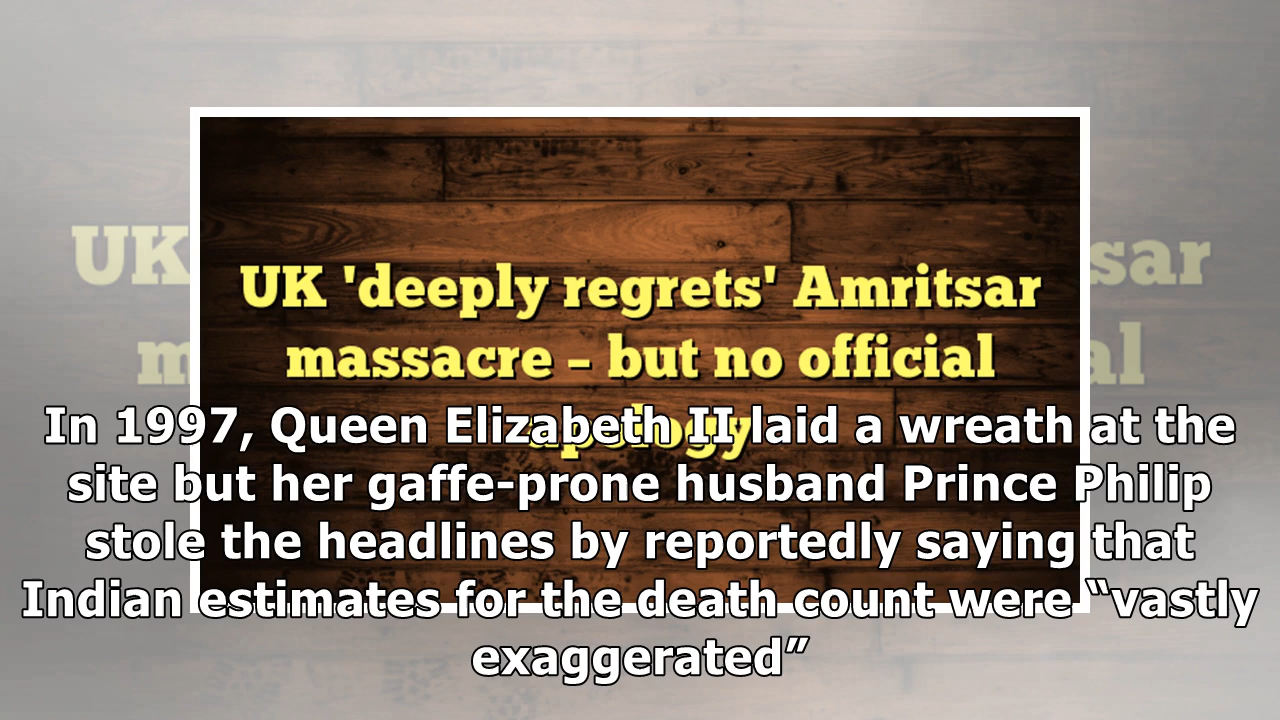 UK 'deeply regrets' Amritsar
massacre – but no official
apology
In 1997, Queen Elizabeth II laid a wreath at the
site but her gaffe-prone husband Prince Philip
stole the headlines by reportedly saying that
Indian estimates for the death count were “vastly
exaggerated”